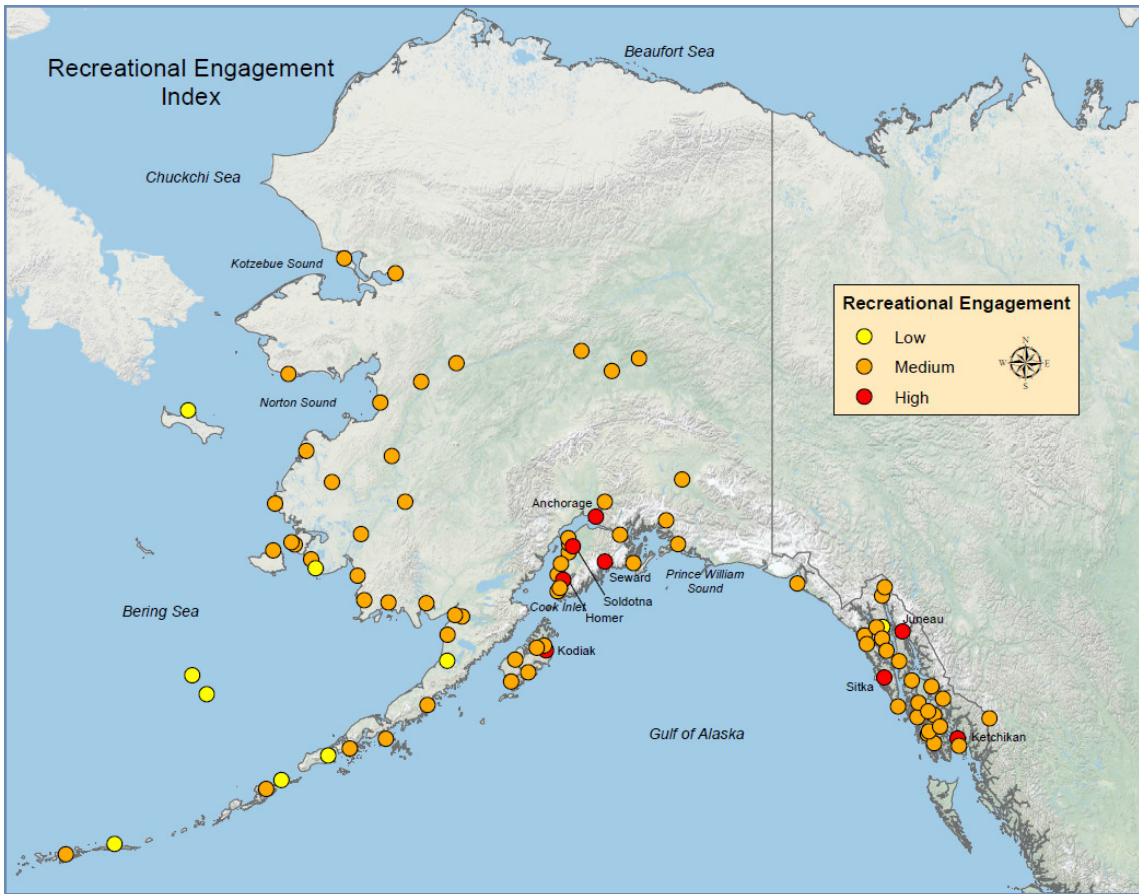 Recreational Engagement
Index
Beaufort Sea
Chuckchi Sea
Kotzebue Sound
Recreational Engagement
Low
Medium
High
N
W
E
S
Norton Sound
Anchorage
Seward
Prince William
Sound
Soldotna
Cook Inlet
Homer
Bering Sea
Juneau
Kodiak
Sitka
Gulf of Alaska
Ketchikan